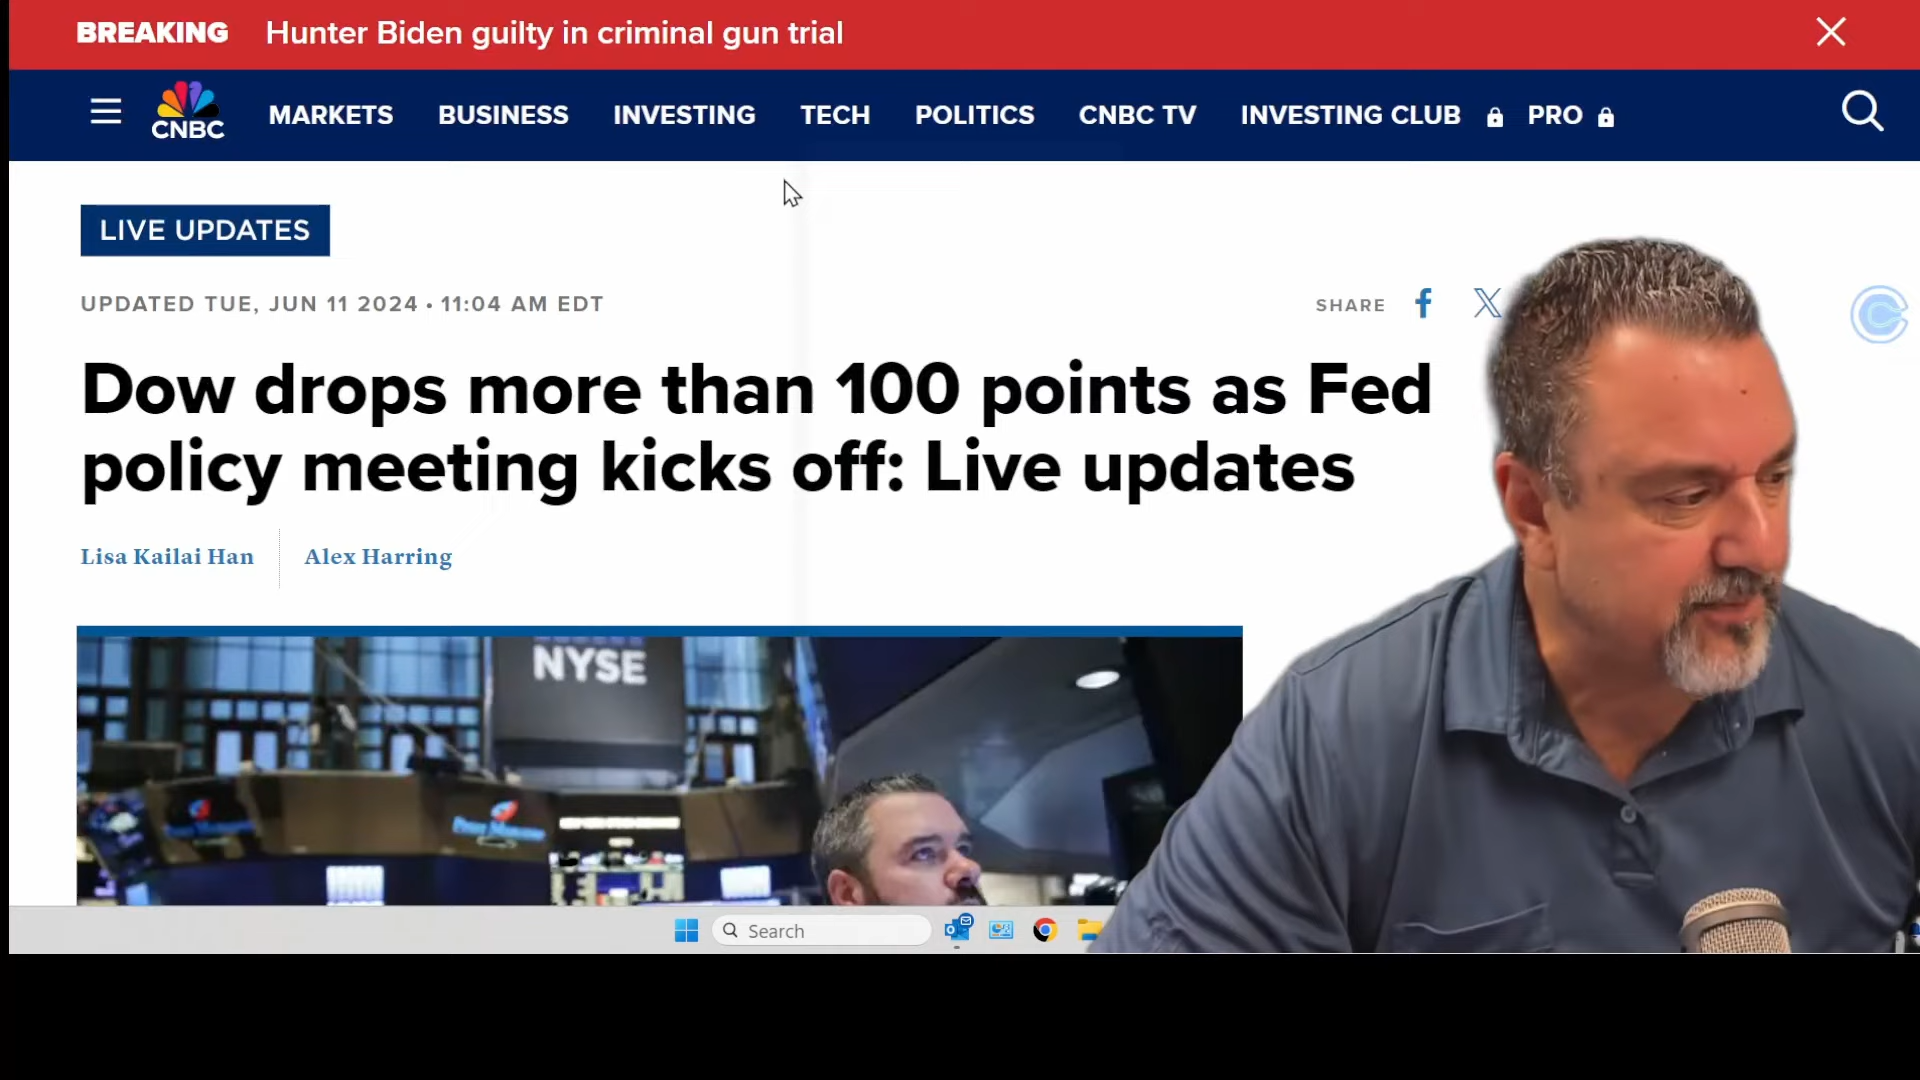 BREAKING Hunter Biden guilty in criminal gun trial
CNBC MARKETS BUSINESS INVESTING TECH POLITICS CNBC TV INVESTING CLUB PRO
LIVE UPDATES
UPDATED TUE, JUN 11 2024 • 11:04 AM EDT
SHARE
Dow drops more than 100 points as Fed
policy meeting kicks off: Live updates
Lisa Kailai Han Alex Harring
NYSE
Search